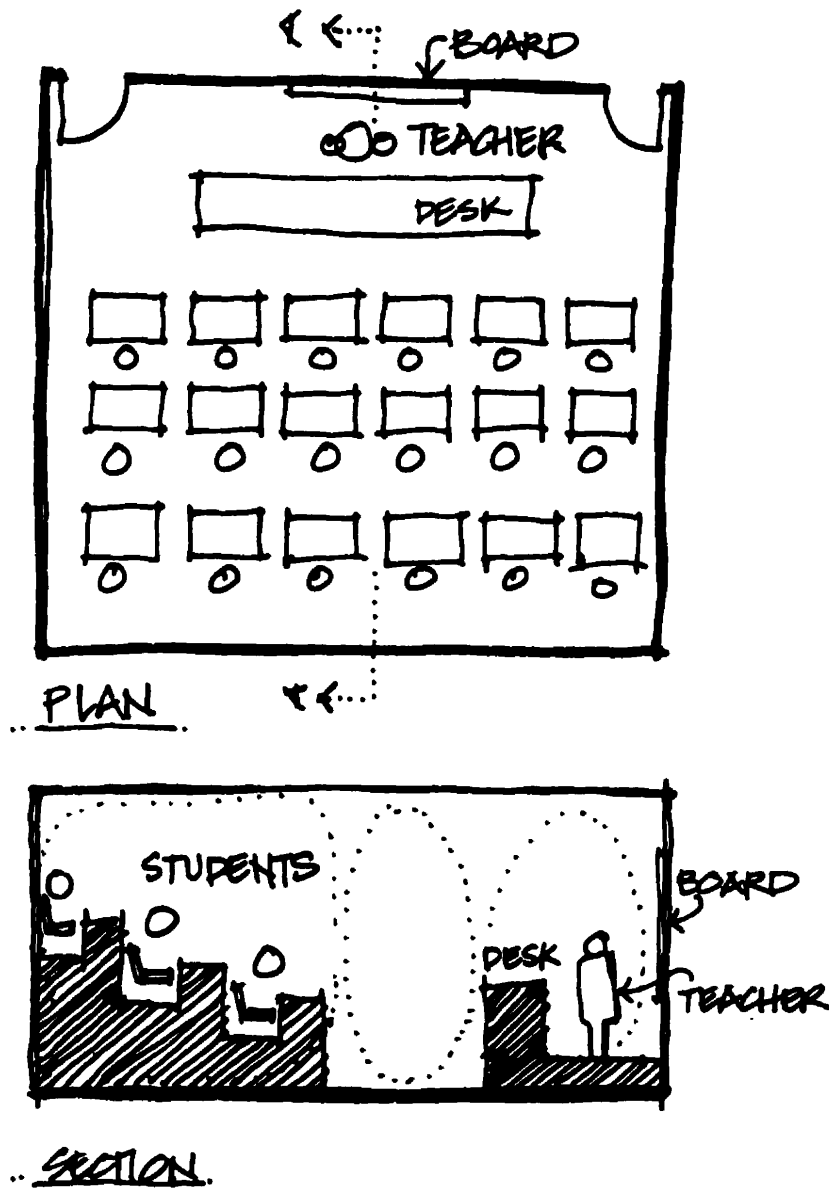 BOARD
TEACHER
DESK
PLAN
STUDENTS
BOARD
DESK
TEACHER
SECTION